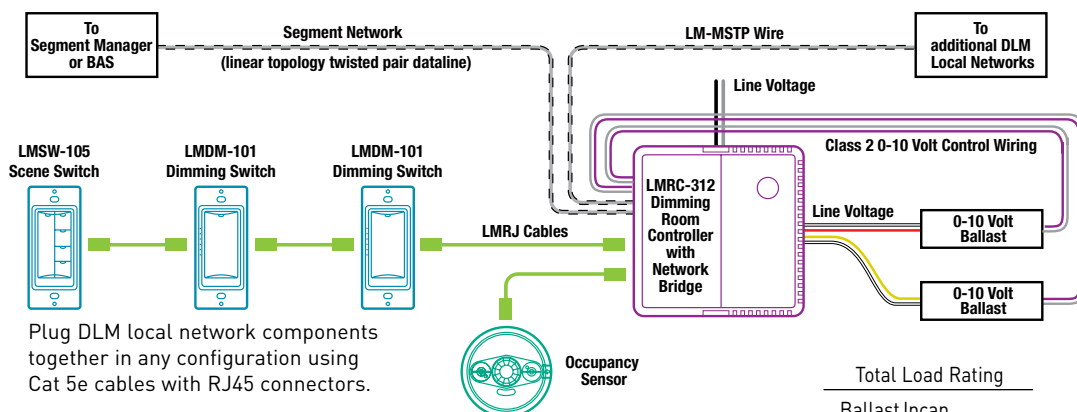 To
Segment Manager
or BAS
Segment Network
(linear topology twisted pair dataline)
LM-MSTP Wire
To
additional DLM
Local Networks
Line Voltage
Class 2 0-10 Volt Control Wiring
LMSW-105
Scene Switch
LMDM-101
Dimming Switch
LMDM-101
Dimming Switch
LMRJ Cables
LMRC-312
Dimming
Room
Controller
with
Network
Bridge
Line Voltage
0-10 Volt
Ballast
0-10 Volt
Ballast
Plug DLM local network components
together in any configuration using
Cat 5e cables with RJ45 connectors.
Occupancy
Sensor
Total Load Rating
Ballast Incan